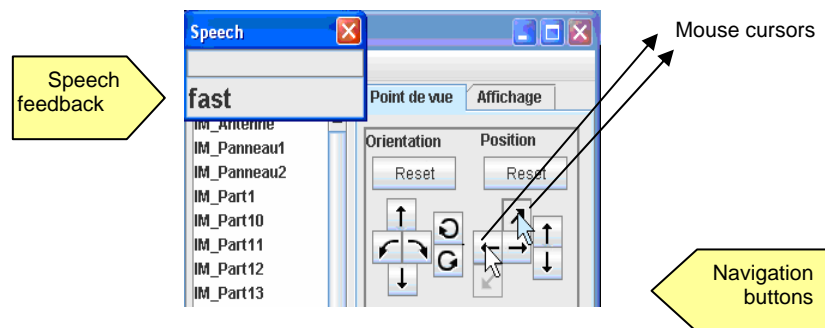 Speech
Mouse cursors
Speech
feedback
fast
Point de vue
Affichage
IM_Antenne
IM_Panneau1
IM_Panneau2
IM_Part1
IM_Part10
IM_Part11
IM_Part12
IM_Part13
Orientation
Position
Reset
Reset
Navigation
buttons